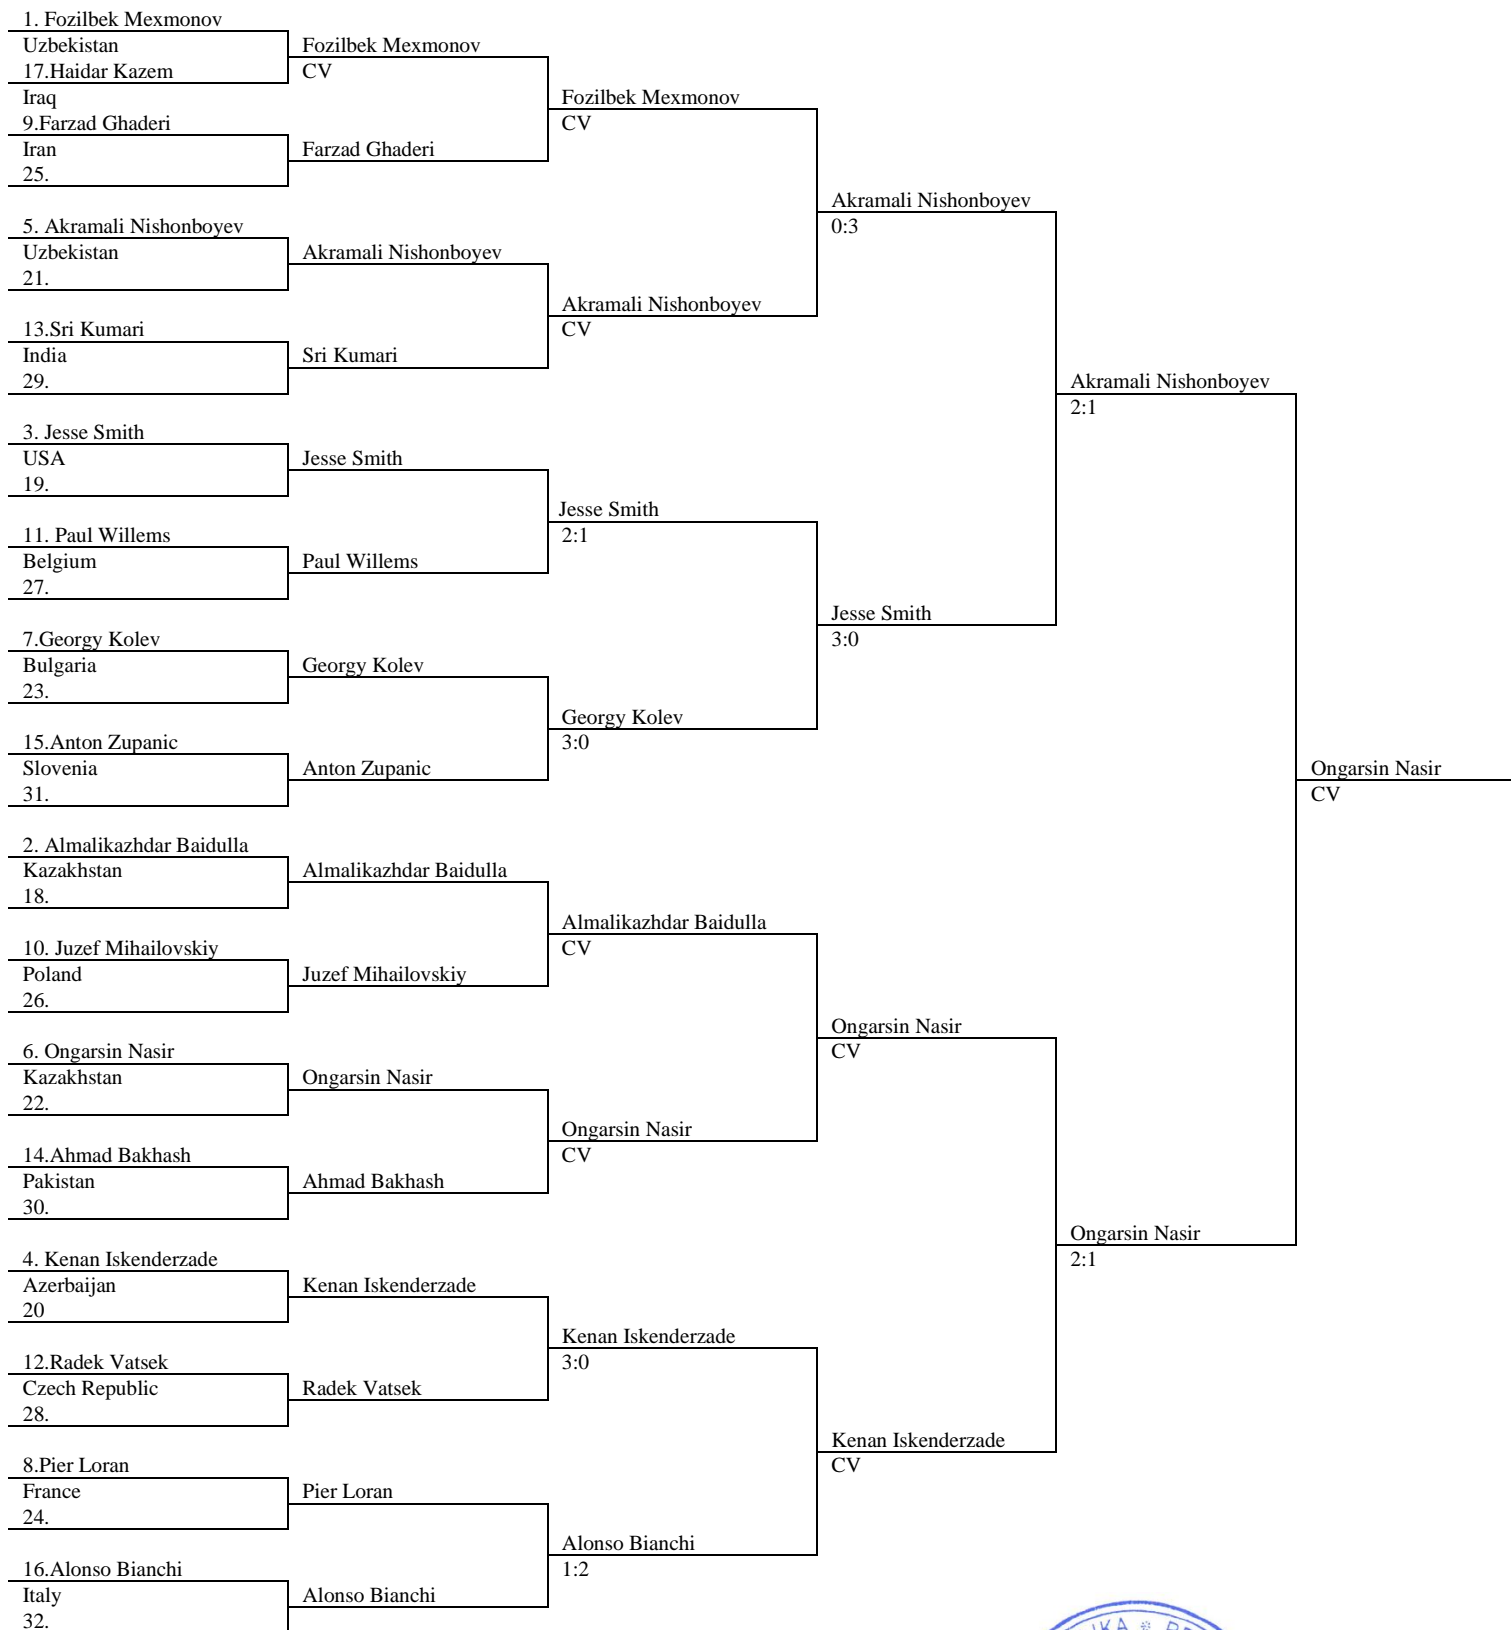 1. Fozilbek Mexmonov
Uzbekistan
17.Haidar Kazem
Iraq
9.Farzad Ghaderi
Iran
25.
5. Akramali Nishonboyev
Uzbekistan
21.
13.Sri Kumari
India
29.
3. Jesse Smith
USA
19.
11. Paul Willems
Belgium
27.
7.Georgy Kolev
Bulgaria
23.
15.Anton Zupanic
Slovenia
31.
2. Almalikazhdar Baidulla
Kazakhstan
18.
10. Juzef Mihailovskiy
Poland
26.
6. Ongarsin Nasir
Kazakhstan
22.
14.Ahmad Bakhash
Pakistan
30.
4. Kenan Iskenderzade
Azerbaijan
20
12.Radek Vatsek
Czech Republic
28.
8.Pier Loran
France
24.
16.Alonso Bianchi
Italy
32.
Fozilbek Mexmonov
CV
Farzad Ghaderi
Akramali Nishonboyev
Sri Kumari
Jesse Smith
Paul Willems
Georgy Kolev
Anton Zupanic
Almalikazhdar Baidulla
Juzef Mihailovskiy
Ongarsin Nasir
Ahmad Bakhash
Kenan Iskenderzade
Radek Vatsek
Pier Loran
Alonso Bianchi
Fozilbek Mexmonov
CV
Akramali Nishonboyev
CV
Jesse Smith
2:1
Georgy Kolev
3:0
Almalikazhdar Baidulla
CV
Ongarsin Nasir
CV
Kenan Iskenderzade
3:0
Alonso Bianchi
1:2
Akramali Nishonboyev
0:3
Jesse Smith
3:0
Ongarsin Nasir
CV
Kenan Iskenderzade
CV
Akramali Nishonboyev
2:1
Ongarsin Nasir
2:1
Ongarsin Nasir
CV